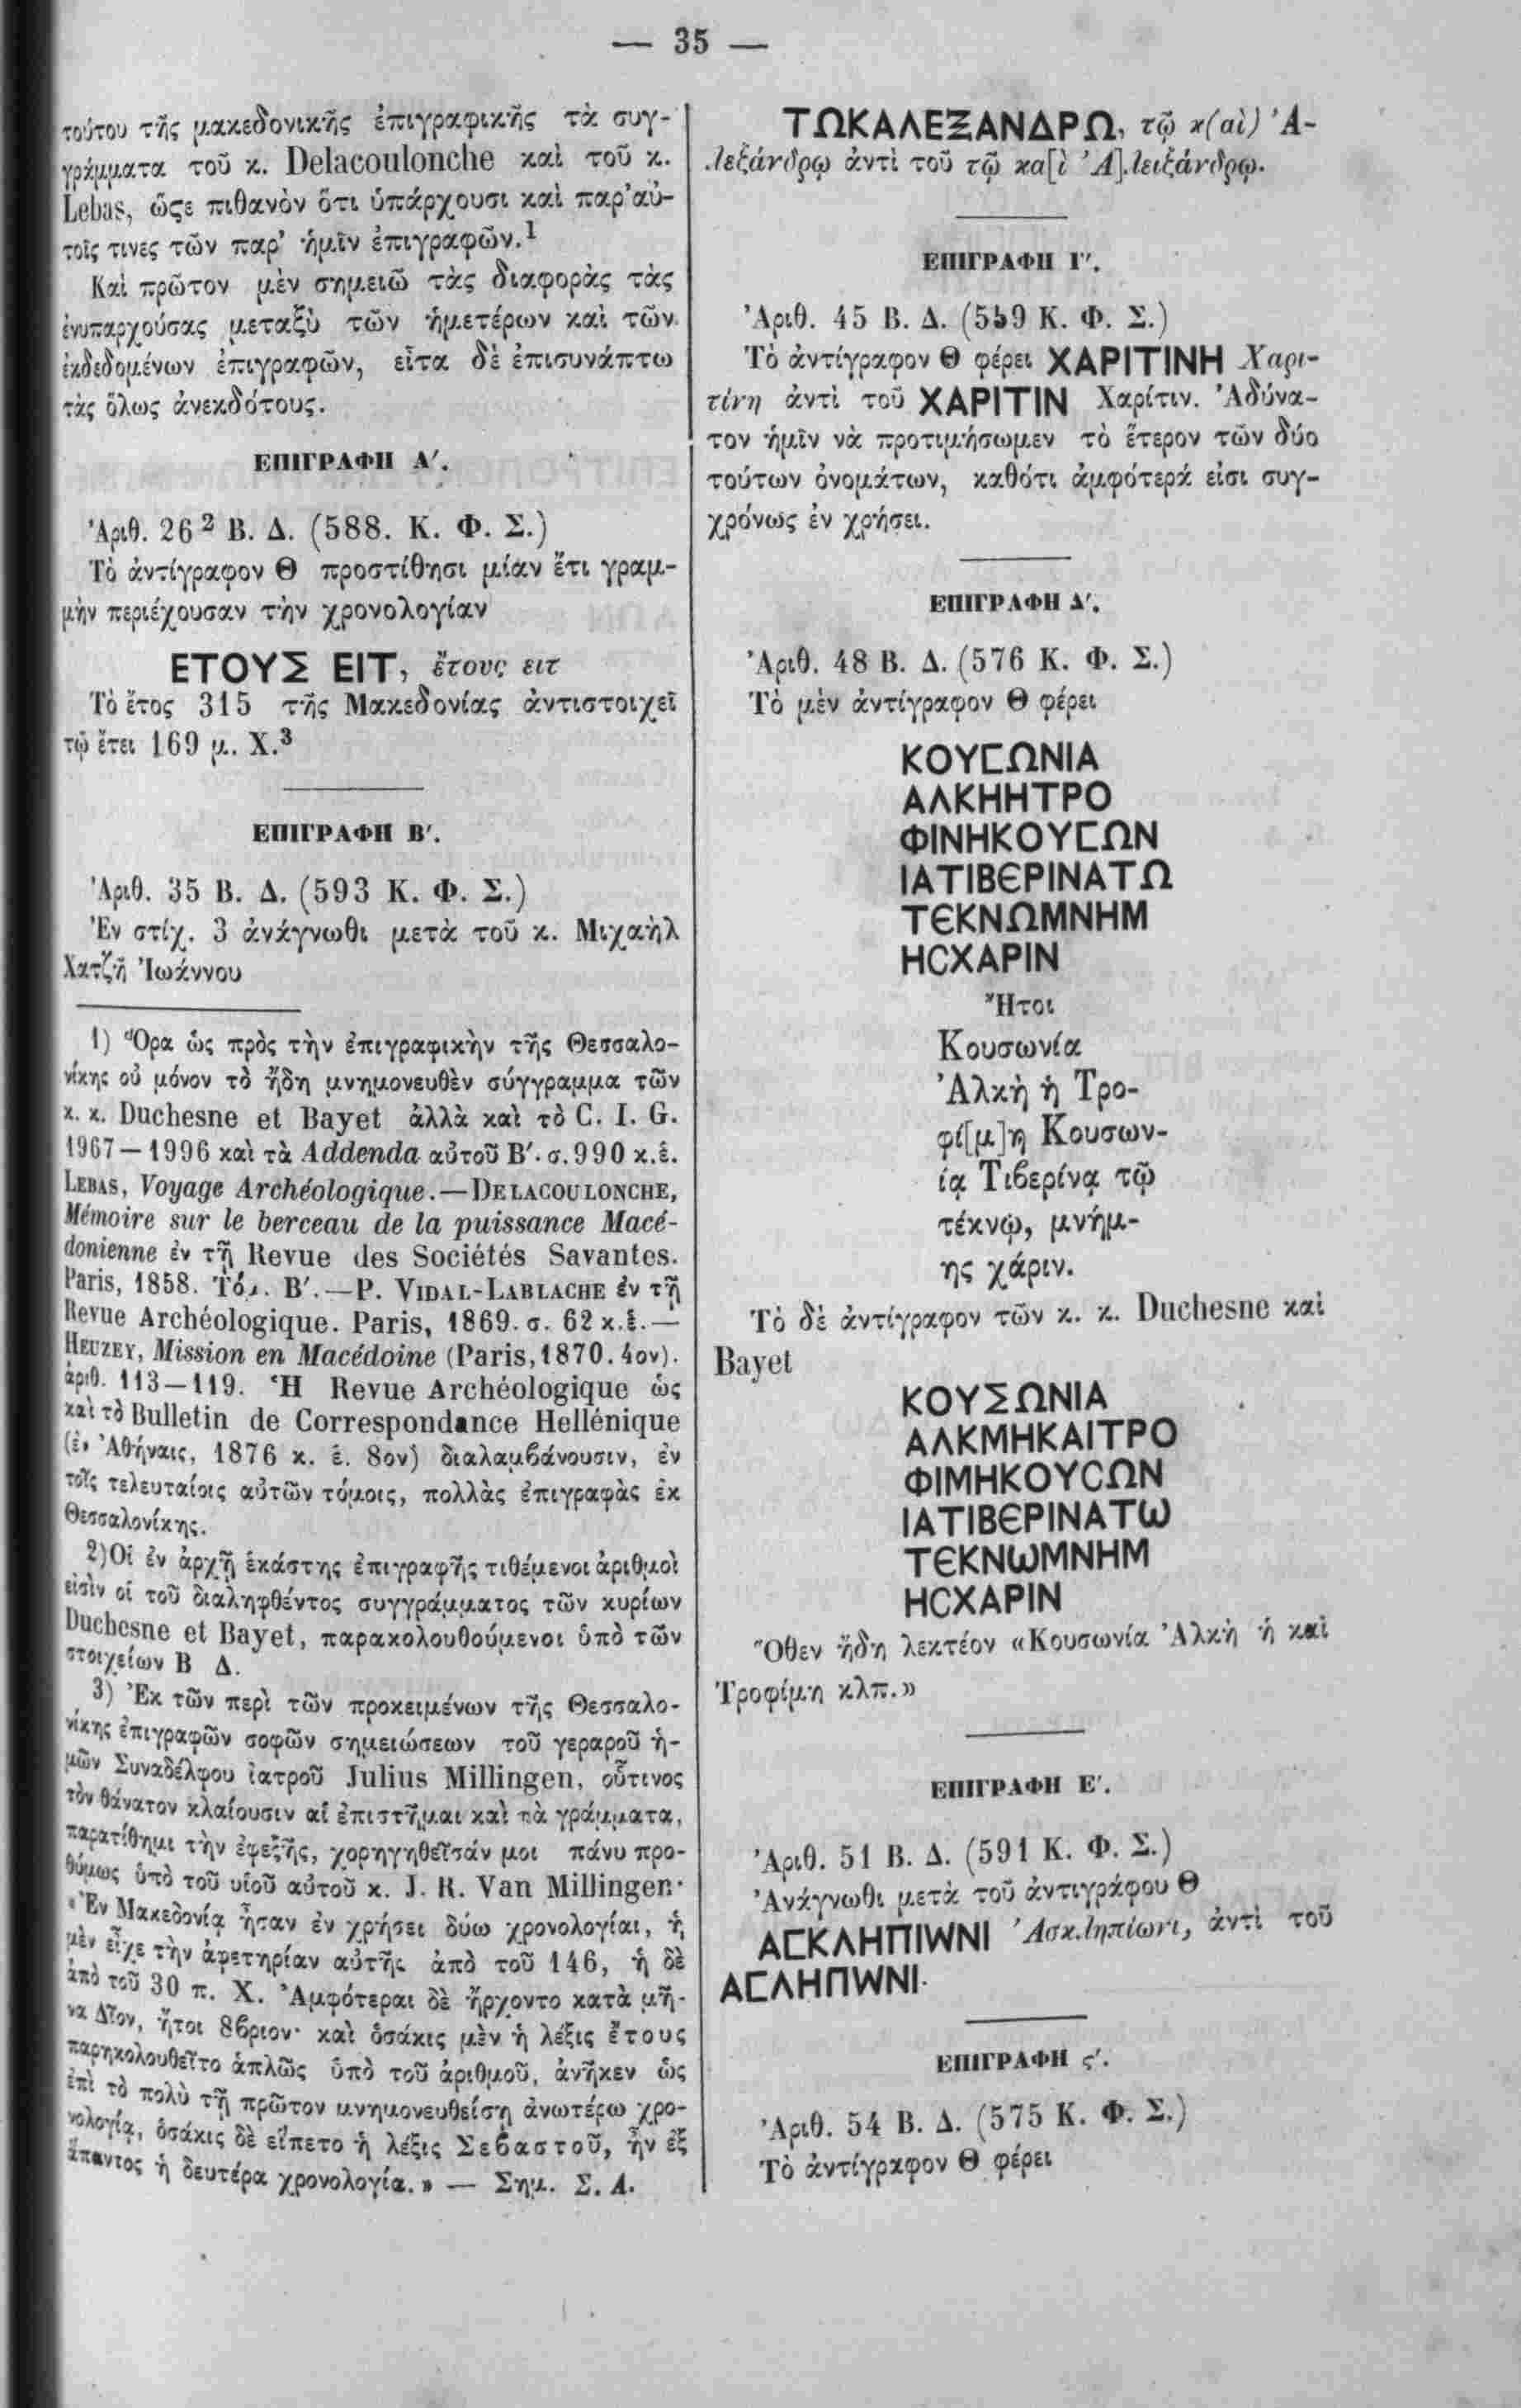 — 35 —
τούτου τῆς μακεδονικῆς ἐπιγραφικῆς τὰ συγ-
γράμματα τοῦ κ. Delacoulonche καὶ τοῦ κ.
Lebas, ὥςε πιθανὸν ὅτι ὑπάρχουσι καὶ παρ'αὐ-
τοῖς τινες τῶν παρ' ἡμῖν ἐπιγραφῶν.¹
Καὶ πρῶτον μὲν σημειῶ τὰς διαφορὰς τὰς
ἐνυπαρχούσας μεταξὺ τῶν ἡμετέρων καὶ τῶν
ἐκδεδομένων ἐπιγραφῶν, εἶτα δὲ ἐπισυνάπτω
τὰς ὅλως ἀνεκδότους.
ΕΠΙΓΡΑΦΗ Α'.
Ἀριθ. 26² Β. Δ. (588. Κ. Φ. Σ.)
Τὸ ἀντίγραφον Θ προστίθησι μίαν ἔτι γραμ-
μὴν περιέχουσαν τὴν χρονολογίαν
ΕΤΟΥΣ ΕΙΤ, ἔτους ειτ
Τὸ ἔτος 315 τῆς Μακεδονίας ἀντιστοιχεῖ
τῷ ἔτει 169 μ. Χ.³
ΕΠΙΓΡΑΦΗ Β'.
Ἀριθ. 35 Β. Δ. (593 Κ. Φ. Σ.)
Ἐν στίχ. 3 ἀνάγνωθι μετὰ τοῦ κ. Μιχαὴλ
Χατζῆ Ἰωάννου
1) Ὅρα ὡς πρὸς τὴν ἐπιγραφικὴν τῆς Θεσσαλο-
νίκης οὐ μόνον τὸ ἤδη μνημονευθὲν σύγγραμμα τῶν
κ. κ. Duchesne et Bayet ἀλλὰ καὶ τὸ C. I. G.
1967—1996 καὶ τὰ Addenda αὐτοῦ Β'. σ. 990 κ.ἑ.
LEBAS, Voyage Archéologique.—DELACOULONCHE,
Mémoire sur le berceau de la puissance Macé-
donienne ἐν τῇ Revue des Sociétés Savantes.
Paris, 1858. Τόμ. Β'.—P. VIDAL-LABLACHE ἐν τῇ
Revue Archéologique. Paris, 1869. σ. 62 κ.ἑ.—
HEUZEY, Mission en Macédoine (Paris, 1870. 4ον).
ἀριθ. 113—119. Ἡ Revue Archéologique ὡς
καὶ τὸ Bulletin de Correspondance Hellénique
(ἐν Ἀθήναις, 1876 κ. ἑ. 8ον) διαλαμβάνουσιν, ἐν
τοῖς τελευταίοις αὐτῶν τόμοις, πολλὰς ἐπιγραφὰς ἐκ
Θεσσαλονίκης.
2) Οἱ ἐν ἀρχῇ ἑκάστης ἐπιγραφῆς τιθέμενοι ἀριθμοὶ
εἰσὶν οἱ τοῦ διαληφθέντος συγγράμματος τῶν κυρίων
Duchesne et Bayet, παρακολουθούμενοι ὑπὸ τῶν
στοιχείων Β Δ.
3) Ἐκ τῶν περὶ τῶν προκειμένων τῆς Θεσσαλο-
νίκης ἐπιγραφῶν σοφῶν σημειώσεων τοῦ γεραροῦ ἡ-
μῶν Συναδέλφου ἰατροῦ Julius Millingen, οὗτινος
τὸν θάνατον κλαίουσιν αἱ ἐπιστῆμαι καὶ τὰ γράμματα,
παρατίθημι τὴν ἐφεξῆς, χορηγηθεῖσάν μοι πάνυ προ-
θύμως ὑπὸ τοῦ υἱοῦ αὐτοῦ κ. J. R. Van Millingen·
«Ἐν Μακεδονίᾳ ἦσαν ἐν χρήσει δύω χρονολογίαι, ἡ
μὲν εἶχε τὴν ἀφετηρίαν αὐτῆς ἀπὸ τοῦ 146, ἡ δὲ
ἀπὸ τοῦ 30 π. Χ. Ἀμφότεραι δὲ ἤρχοντο κατὰ μῆ-
να Δῖον, ἤτοι 8βριον· καὶ ὁσάκις μὲν ἡ λέξις ἔτους
παρηκολουθεῖτο ἁπλῶς ὑπὸ τοῦ ἀριθμοῦ, ἀνῆκεν ὡς
ἐπὶ τὸ πολὺ τῇ πρῶτον μνημονευθείσῃ ἀνωτέρω χρο-
νολογίᾳ, ὁσάκις δὲ εἵπετο ἡ λέξις Σεβαστοῦ, ἦν ἐξ
ἅπαντος ἡ δευτέρα χρονολογία.» — Σημ. Σ. Α.
ΤΩΚΑΛΕΞΑΝΔΡΩ, τῷ κ(αὶ) Ἀ-
λεξάνδρῳ ἀντὶ τοῦ τῷ κα[ὶ Ἀ]λειξάνδρῳ.
ΕΠΙΓΡΑΦΗ Γ'.
Ἀριθ. 45 Β. Δ. (559 Κ. Φ. Σ.)
Τὸ ἀντίγραφον Θ φέρει ΧΑΡΙΤΙΝΗ Χαρι-
τίνη ἀντὶ τοῦ ΧΑΡΙΤΙΝ Χαρίτιν. Ἀδύνα-
τον ἡμῖν νὰ προτιμήσωμεν τὸ ἕτερον τῶν δύο
τούτων ὀνομάτων, καθότι ἀμφότερά εἰσι συγ-
χρόνως ἐν χρήσει.
ΕΠΙΓΡΑΦΗ Δ'.
Ἀριθ. 48 Β. Δ. (576 Κ. Φ. Σ.)
Τὸ μὲν ἀντίγραφον Θ φέρει
ΚΟΥⵎΩΝΙΑ
ΑΛΚΗΗΤΡΟ
ΦΙΝΗΚΟΥⵎΩΝ
ΙΑΤΙΒЄΡΙΝΑΤΩ
ΤЄΚΝΩΜΝΗΜ
ΗϹΧΑΡΙΝ
Ἤτοι
Κουσωνία
Ἀλκὴ ἡ Τρο-
φί[μ]η Κουσων-
ίᾳ Τιβερίνᾳ τῷ
τέκνῳ, μνήμ-
ης χάριν.
Τὸ δὲ ἀντίγραφον τῶν κ. κ. Duchesne καὶ
Bayet
ΚΟΥΣΩΝΙΑ
ΑΛΚΜΗΚΑΙΤΡΟ
ΦΙΜΗΚΟΥϹΩΝ
ΙΑΤΙΒЄΡΙΝΑΤω
ΤЄΚΝωΜΝΗΜ
ΗϹΧΑΡΙΝ
Ὅθεν ἤδη λεκτέον «Κουσωνία Ἀλκὴ ἡ καὶ
Τροφίμη κλπ.»
ΕΠΙΓΡΑΦΗ Ε'.
Ἀριθ. 51 Β. Δ. (591 Κ. Φ. Σ.)
Ἀνάγνωθι μετὰ τοῦ ἀντιγράφου Θ
ΑⵎΚΛΗΠΙWΝΙ Ἀσκληπίωνι, ἀντὶ τοῦ
ΑⵎΛΗΠWΝΙ·
ΕΠΙΓΡΑΦΗ ς'.
Ἀριθ. 54 Β. Δ. (575 Κ. Φ. Σ.)
Τὸ ἀντίγραφον Θ φέρει